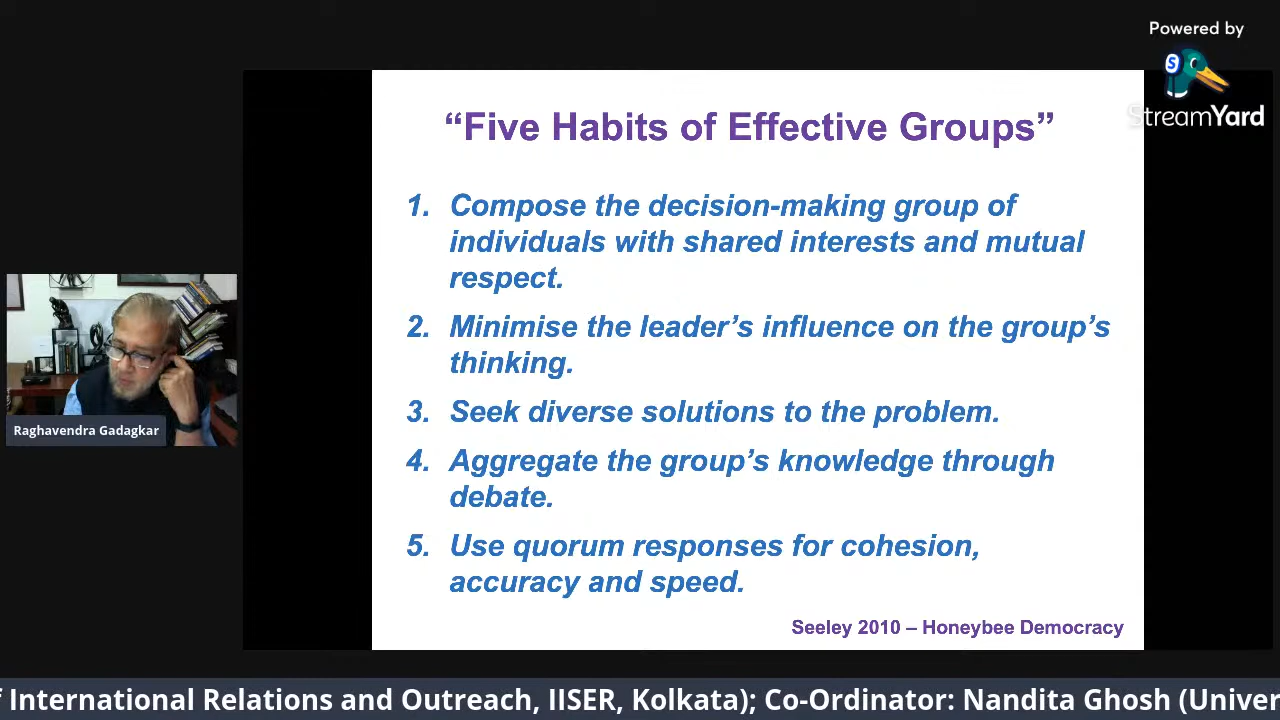 Powered by
StreamYard
“Five Habits of Effective Groups”
1. Compose the decision-making group of
individuals with shared interests and mutual
respect.
2. Minimise the leader’s influence on the group’s
thinking.
3. Seek diverse solutions to the problem.
4. Aggregate the group’s knowledge through
debate.
5. Use quorum responses for cohesion,
accuracy and speed.
Seeley 2010 – Honeybee Democracy
Raghavendra Gadagkar
f International Relations and Outreach, IISER, Kolkata); Co-Ordinator: Nandita Ghosh (Univer